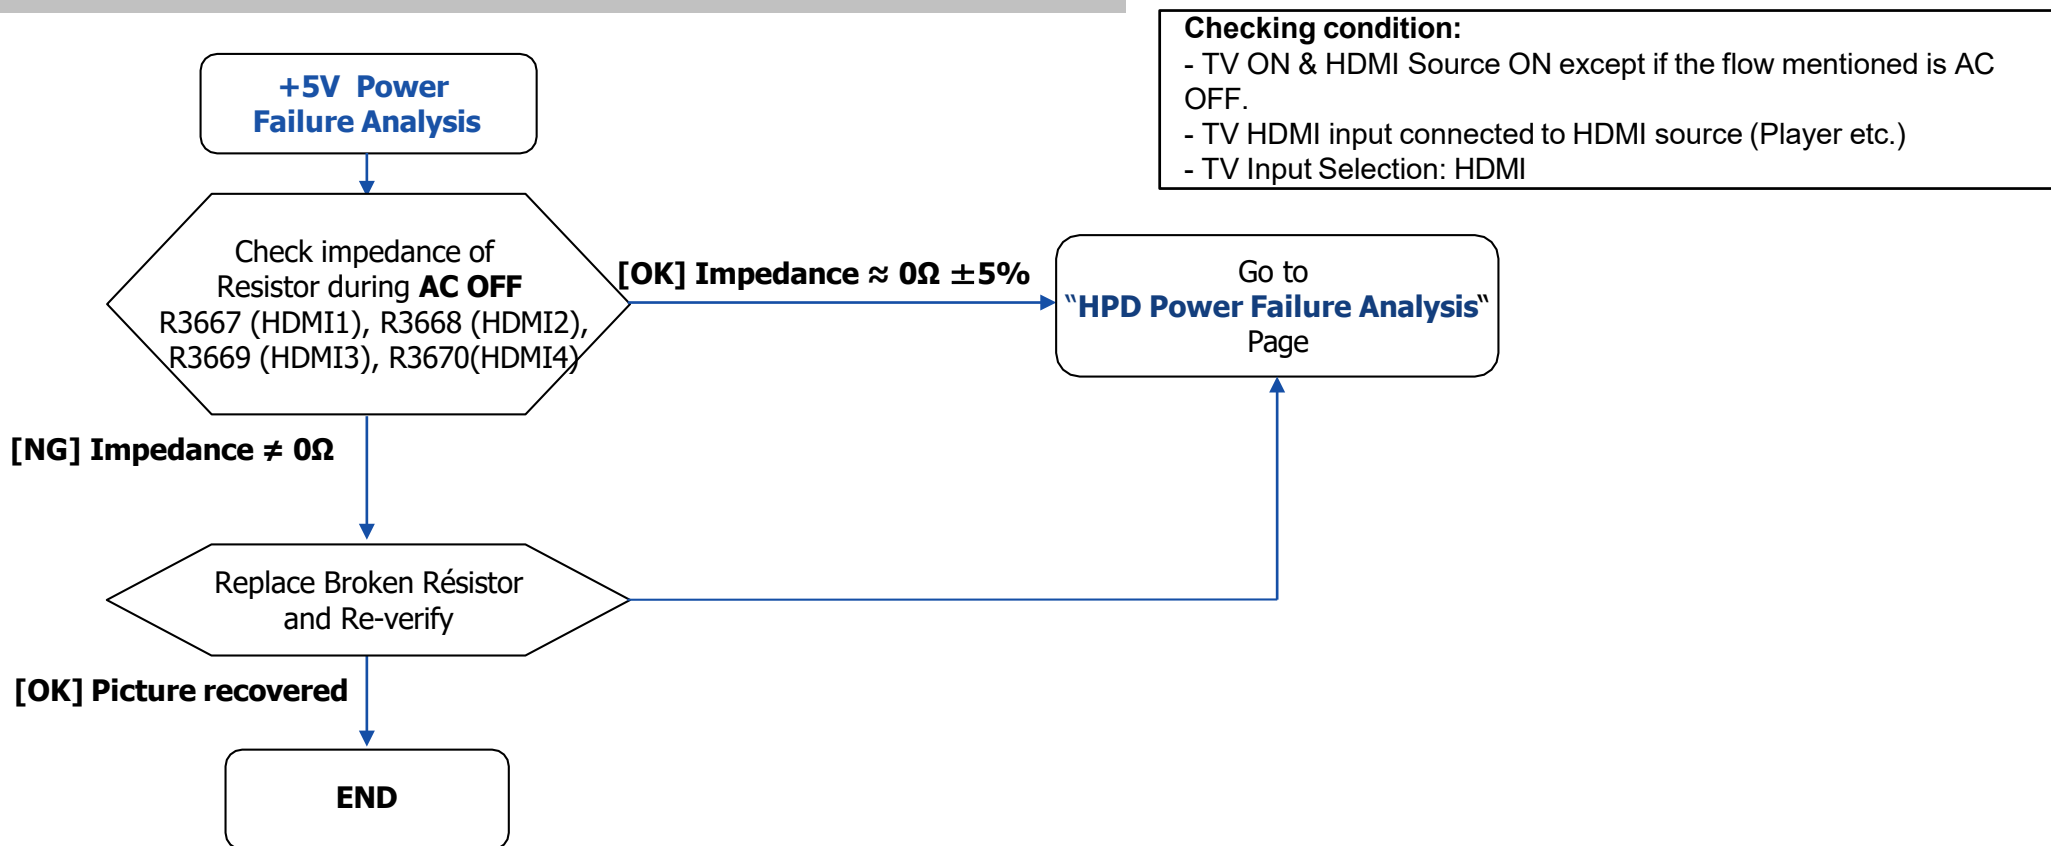 Checking condition:
- TV ON & HDMI Source ON except if the flow mentioned is AC
OFF.
- TV HDMI input connected to HDMI source (Player etc.)
- TV Input Selection: HDMI
+5V Power
Failure Analysis
Check impedance of
Resistor during AC OFF
R3667 (HDMI1), R3668 (HDMI2),
R3669 (HDMI3), R3670(HDMI4)
[OK] Impedance ≈ 0Ω ±5%
Go to
"HPD Power Failure Analysis"
Page
[NG] Impedance ≠ 0Ω
Replace Broken Résistor
and Re-verify
[OK] Picture recovered
END